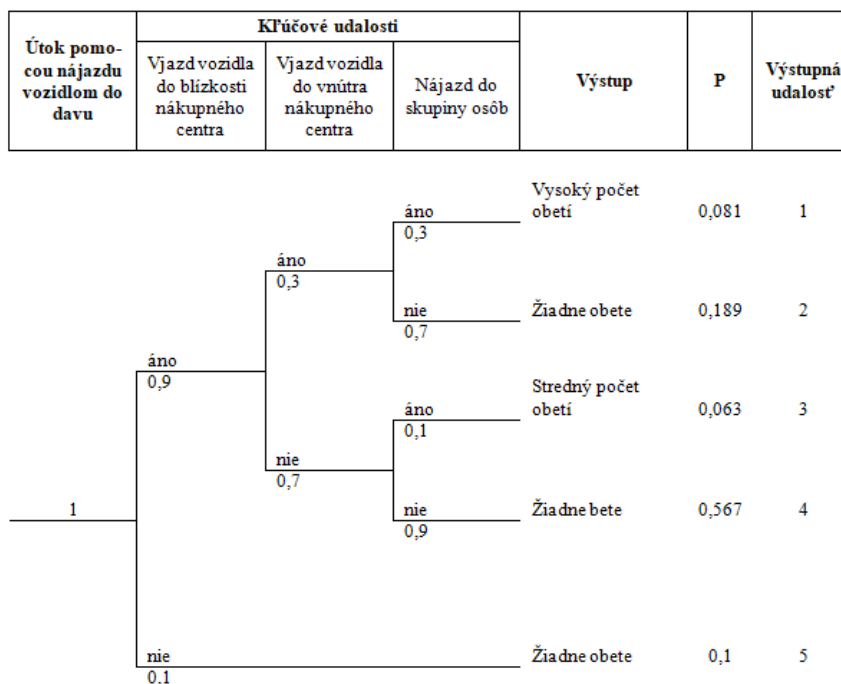 Útok pomo-
cou nájazdu
vozidlom do
davu
Kľúčové udalosti
Vjazd vozidla
do blízkosti
nákupného
centra
Vjazd vozidla
do vnútra
nákupného
centra
Nájazd do
skupiny osôb
Výstup
P
Výstupná
udalosť
áno
0,3
Vysoký počet
obetí
0,081
1
áno
0,3
nie
0,7
Žiadne obete
0,189
2
áno
0,9
áno
0,1
Stredný počet
obetí
0,063
3
nie
0,7
1
nie
0,9
Žiadne bete
0,567
4
nie
0.1
Žiadne obete
0,1
5